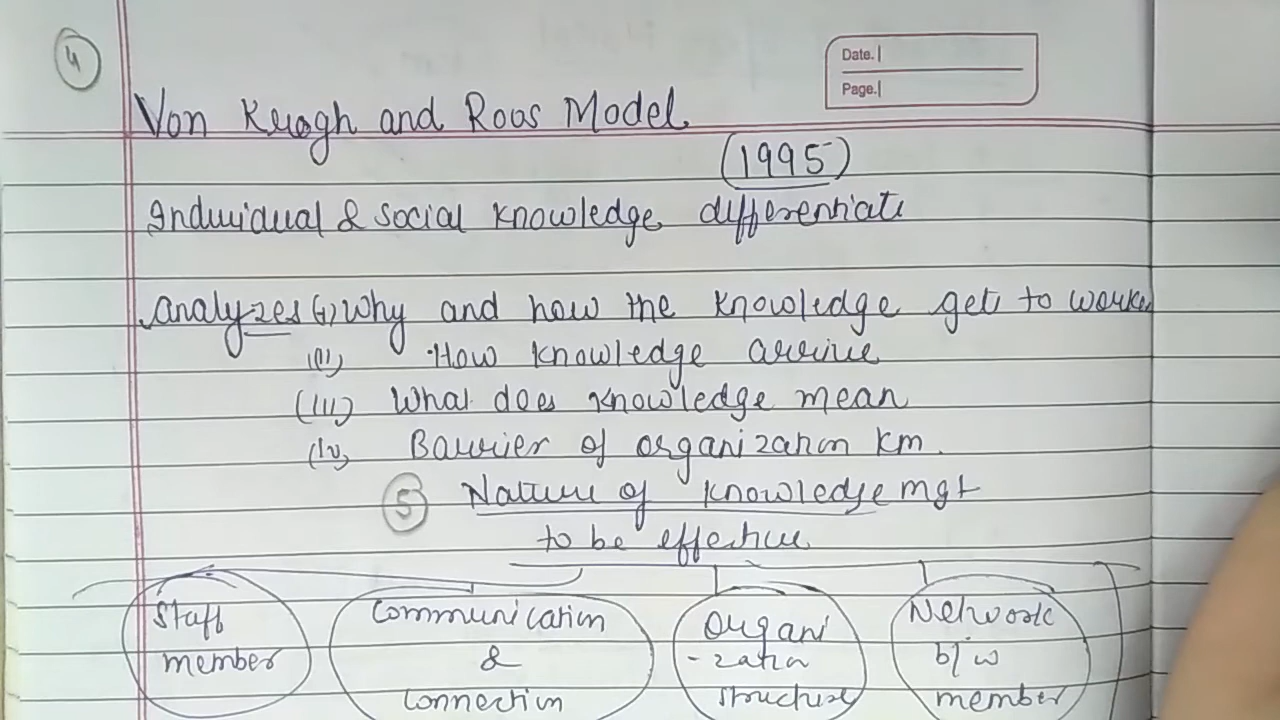 4
Date.
Page.
Von Krogh and Roos Model
(1995)
Individual & social knowledge differentiate
Analyzes (i) Why and how the knowledge get to worke
(ii) How knowledge arrive
(iii) What does knowledge mean
(iv) Barrier of organization km.
5 Nature of knowledge mgt
to be effective
Staff member
Communication & connection
Organi-zation structure
Network b/w member